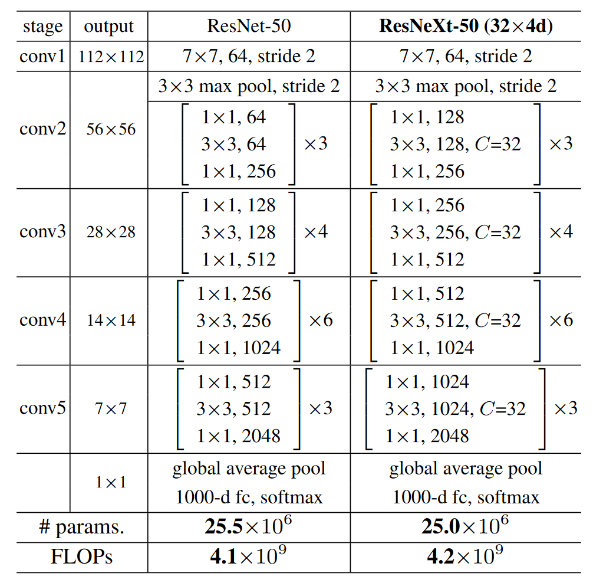 stage output ResNet-50 ResNeXt-50 (32×4d)
conv1 112×112 7×7, 64, stride 2 7×7, 64, stride 2
3×3 max pool, stride 2 3×3 max pool, stride 2
1×1, 64 1×1, 128
conv2 56×56 3×3, 64 ×3 3×3, 128, C=32 ×3
1×1, 256 1×1, 256
1×1, 128 1×1, 256
conv3 28×28 3×3, 128 ×4 3×3, 256, C=32 ×4
1×1, 512 1×1, 512
1×1, 256 1×1, 512
conv4 14×14 3×3, 256 ×6 3×3, 512, C=32 ×6
1×1, 1024 1×1, 1024
1×1, 512 1×1, 1024
conv5 7×7 3×3, 512 ×3 3×3, 1024, C=32 ×3
1×1, 2048 1×1, 2048
global average pool global average pool
1×1 1000-d fc, softmax 1000-d fc, softmax
# params. 25.5×10⁶ 25.0×10⁶
FLOPs 4.1×10⁹ 4.2×10⁹